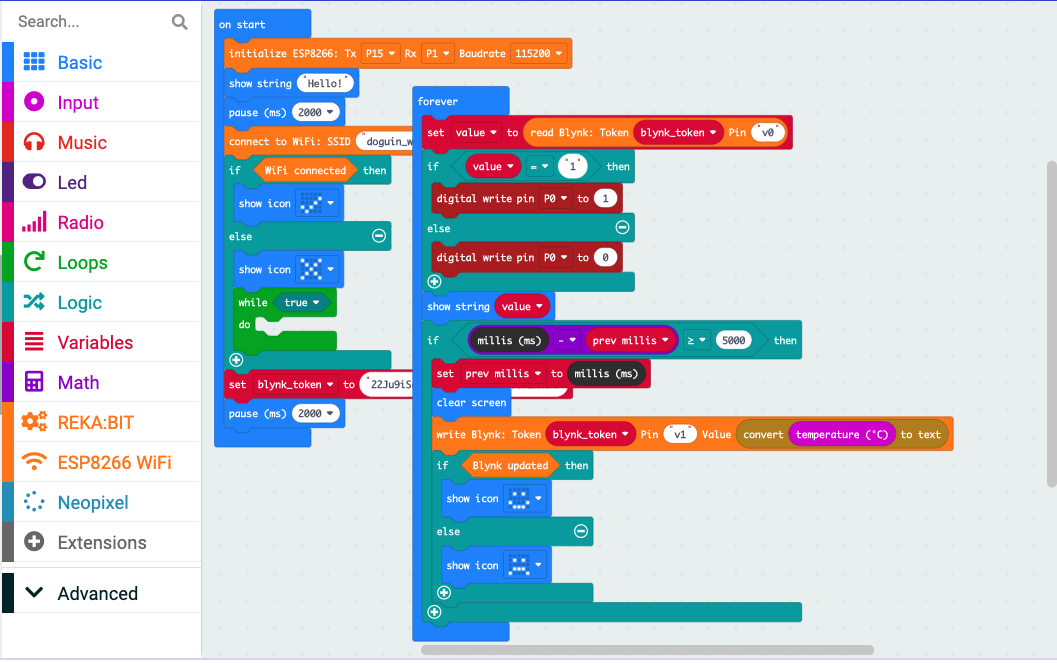 Search...
Basic
Input
Music
Led
Radio
Loops
Logic
Variables
Math
REKA:BIT
ESP8266 WiFi
Neopixel
Extensions
Advanced
on start
initialize ESP8266: Tx P15 Rx P1 Baudrate 115200
show string "Hello!"
pause (ms) 2000
connect to WiFi: SSID "doguin_w
if WiFi connected then
show icon
else
show icon
while true
do
set blynk_token to "22Ju9iS
pause (ms) 2000
forever
set value to read Blynk: Token blynk_token Pin "v0"
if value = "1" then
digital write pin P0 to 1
else
digital write pin P0 to 0
show string value
if millis (ms) - prev millis ≥ 5000 then
set prev millis to millis (ms)
clear screen
write Blynk: Token blynk_token Pin "v1" Value convert temperature (°C) to text
if Blynk updated then
show icon
else
show icon